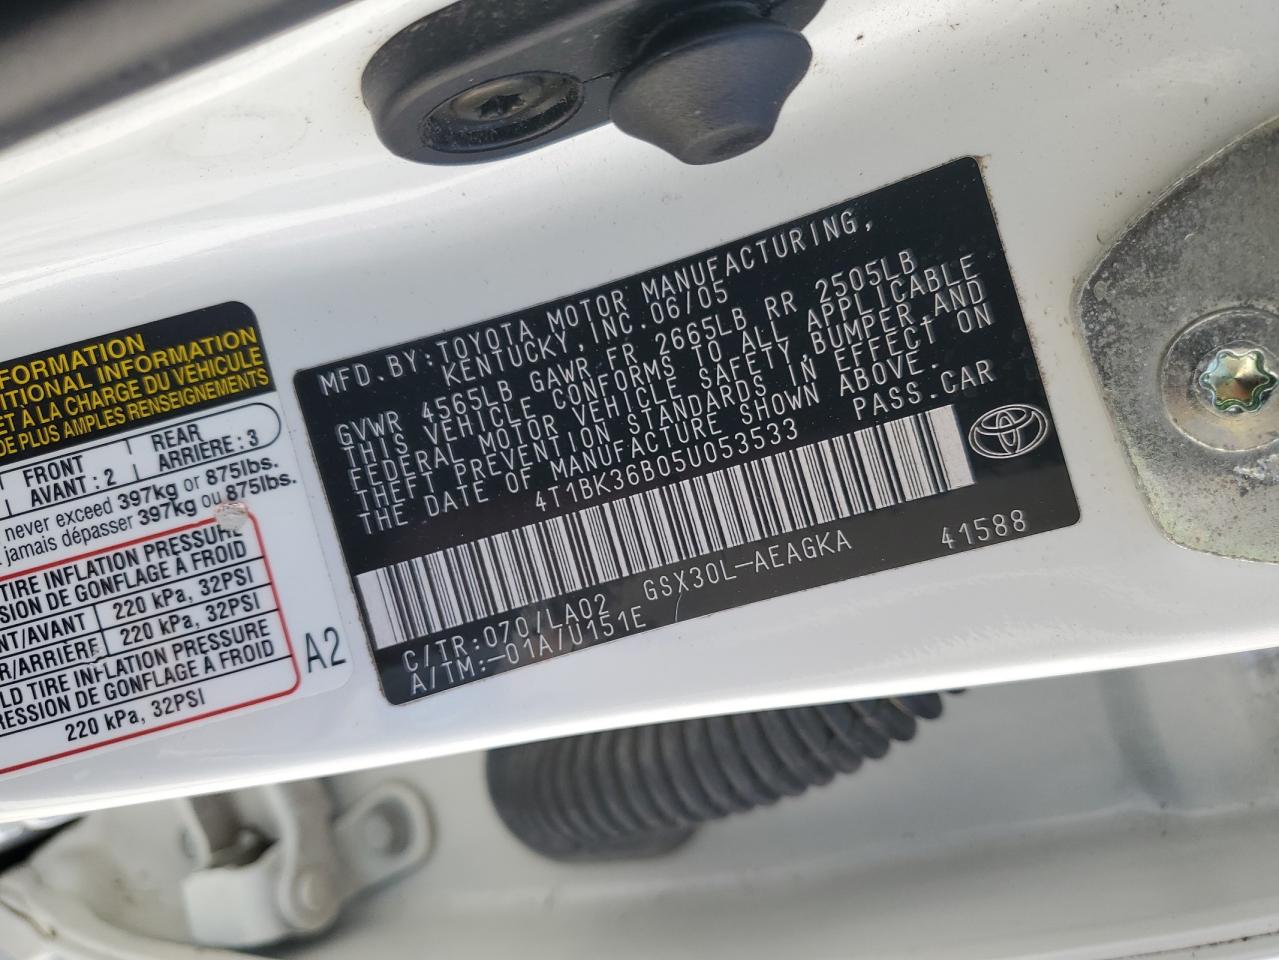 FORMATION
ITIONAL INFORMATION
ET À LA CHARGE DU VÉHICULE
DE PLUS AMPLES RENSEIGNEMENTS
FRONT
AVANT : 2
REAR
ARRIÈRE : 3
never exceed 397kg or 875lbs.
jamais dépasser 397kg ou 875lbs.
TIRE INFLATION PRESSURE
SION DE GONFLAGE À FROID
NT/AVANT 220 kPa, 32PSI
R/ARRIÈRE 220 kPa, 32PSI
LD TIRE INFLATION PRESSURE
RESSION DE GONFLAGE À FROID
220 kPa, 32PSI
A2
MFD.BY:TOYOTA MOTOR MANUFACTURING,
KENTUCKY,INC.06/05
GVWR 4565LB GAWR FR 2665LB RR 2505LB
THIS VEHICLE CONFORMS TO ALL APPLICABLE
FEDERAL MOTOR VEHICLE SAFETY,BUMPER,AND
THEFT PREVENTION STANDARDS IN EFFECT ON
THE DATE OF MANUFACTURE SHOWN ABOVE.
4T1BK36B05U053533 PASS.CAR
C/TR:070/LA02 GSX30L-AEAGKA 41588
A/TM:-01A/U151E